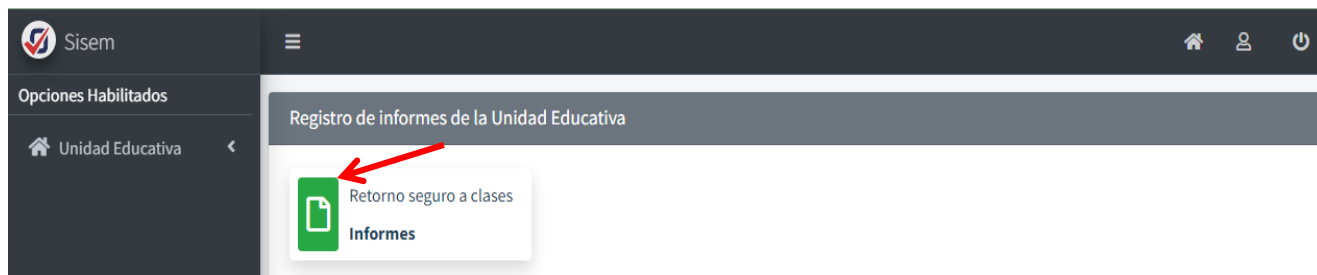 Sisem
Opciones Habilitados
Unidad Educativa
Registro de informes de la Unidad Educativa
Retorno seguro a clases
Informes